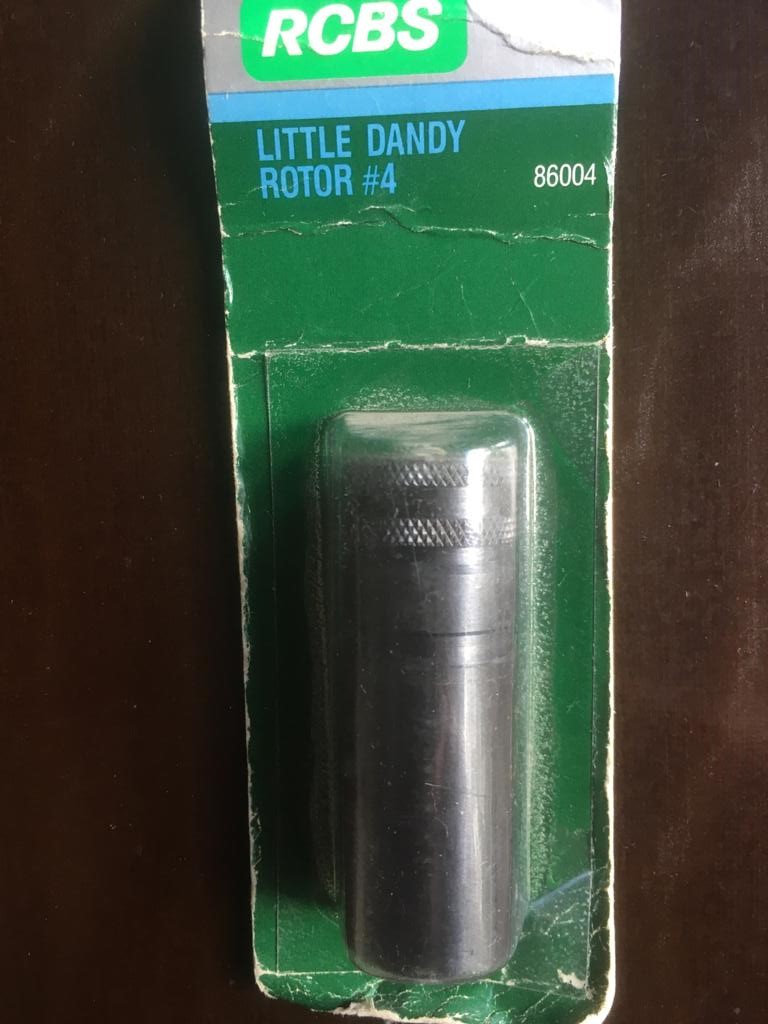 RCBS
LITTLE DANDY
ROTOR #4
86004